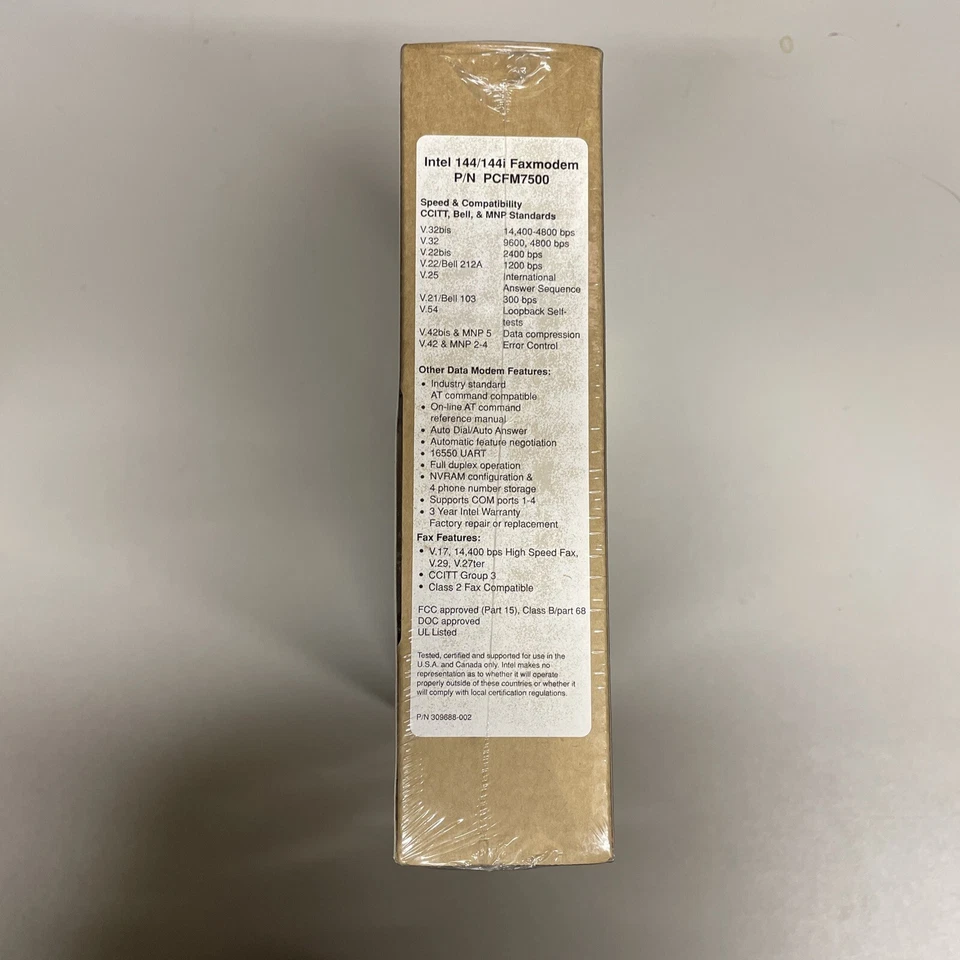 Intel 144/144i Faxmodem
P/N PCFM7500
Speed & Compatibility
CCITT, Bell, & MNP Standards
V.32bis 14,400-4800 bps
V.32 9600, 4800 bps
V.22bis 2400 bps
V.22/Bell 212A 1200 bps
V.25 International
Answer Sequence
V.21/Bell 103 300 bps
V.54 Loopback Self-
tests
V.42bis & MNP 5 Data compression
V.42 & MNP 2-4 Error Control
Other Data Modem Features:
• Industry standard
AT command compatible
• On-line AT command
reference manual
• Auto Dial/Auto Answer
• Automatic feature negotiation
• 16550 UART
• Full duplex operation
• NVRAM configuration &
4 phone number storage
• Supports COM ports 1-4
• 3 Year Intel Warranty
Factory repair or replacement
Fax Features:
• V.17, 14,400 bps High Speed Fax,
V.29, V.27ter
• CCITT Group 3
• Class 2 Fax Compatible
FCC approved (Part 15), Class B/part 68
DOC approved
UL Listed
Tested, certified and supported for use in the
U.S.A. and Canada only. Intel makes no
representation as to whether it will operate
properly outside of these countries or whether it
will comply with local certification regulations.
P/N 309688-002